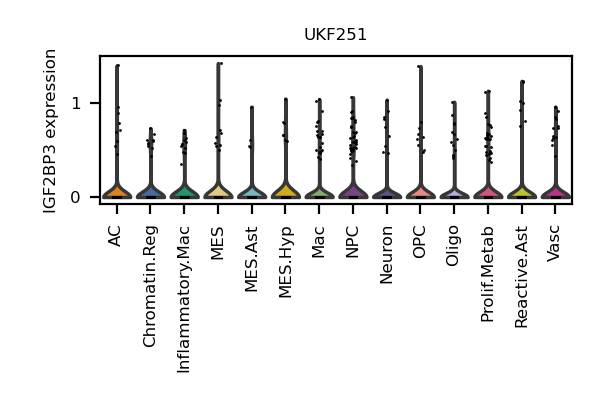 UKF251
IGF2BP3 expression
1
0
AC
Chromatin.Reg
Inflammatory.Mac
MES
MES.Ast
MES.Hyp
Mac
NPC
Neuron
OPC
Oligo
Prolif.Metab
Reactive.Ast
Vasc